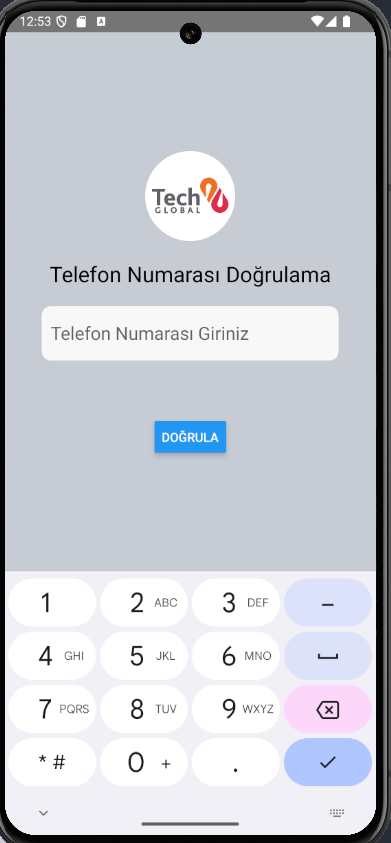 12:53
Tech
GLOBAL
Telefon Numarası Doğrulama
Telefon Numarası Giriniz
DOĞRULA
1 2 ABC 3 DEF –
4 GHI 5 JKL 6 MNO
7 PQRS 8 TUV 9 WXYZ
* # 0 + .